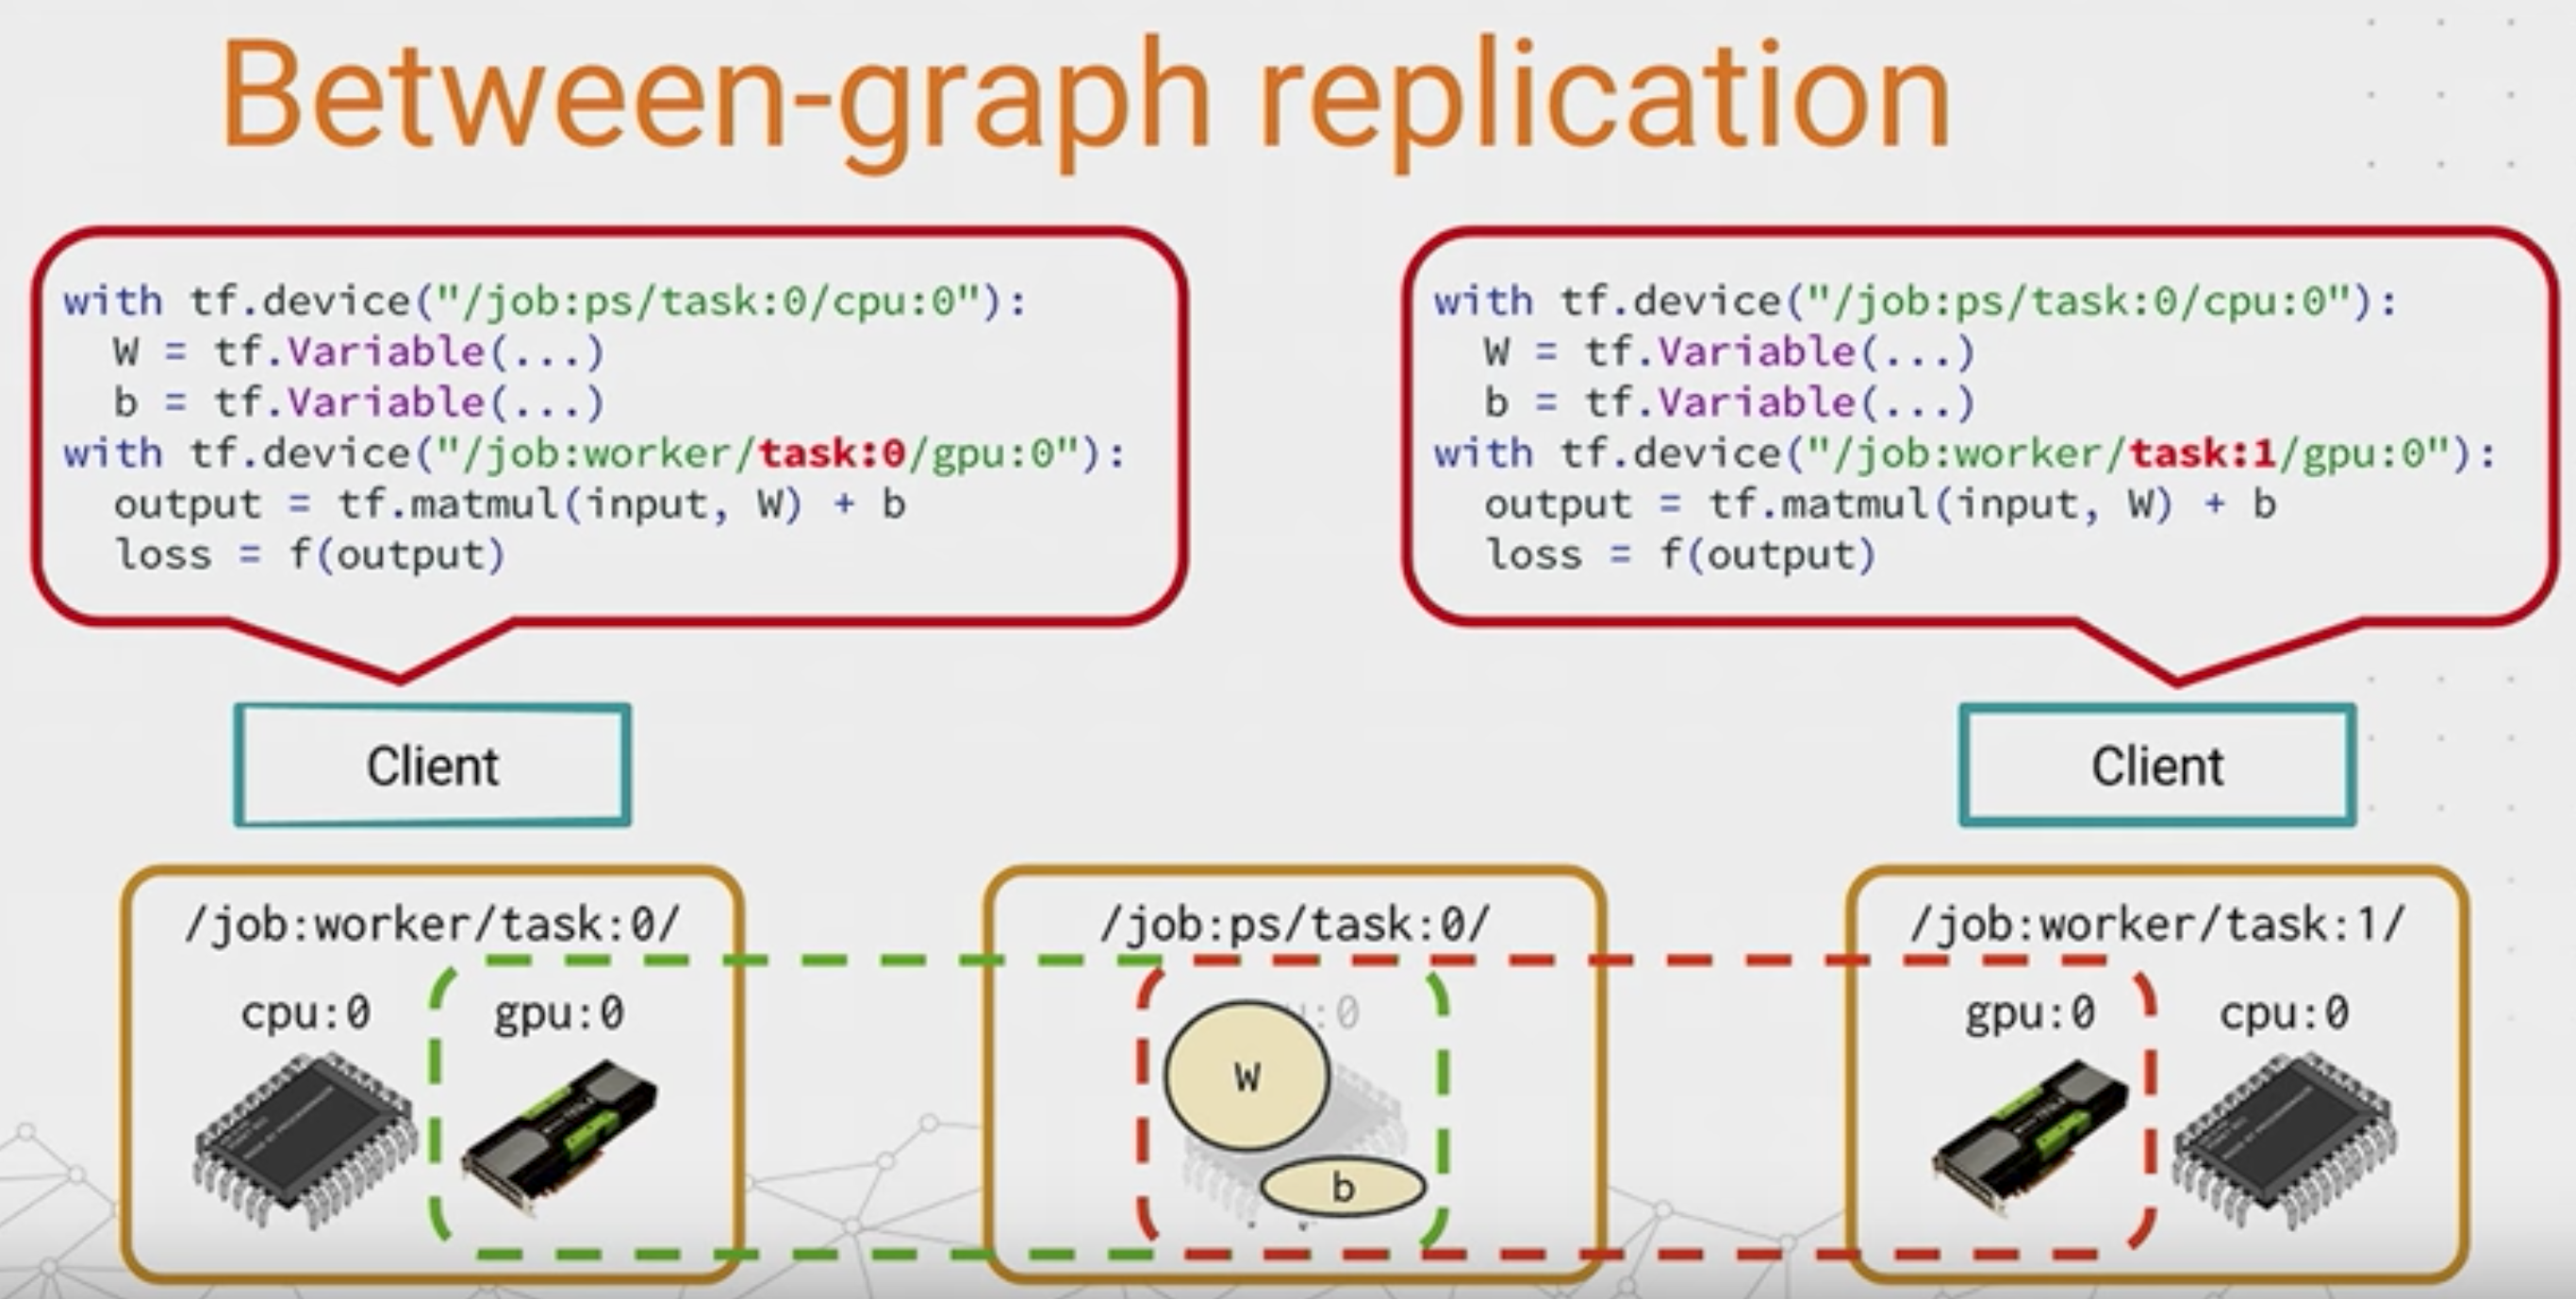 Between-graph replication
with tf.device("/job:ps/task:0/cpu:0"):
W = tf.Variable(...)
b = tf.Variable(...)
with tf.device("/job:worker/task:0/gpu:0"):
output = tf.matmul(input, W) + b
loss = f(output)
with tf.device("/job:ps/task:0/cpu:0"):
W = tf.Variable(...)
b = tf.Variable(...)
with tf.device("/job:worker/task:1/gpu:0"):
output = tf.matmul(input, W) + b
loss = f(output)
Client
Client
/job:worker/task:0/
cpu:0
gpu:0
/job:ps/task:0/
W
b
/job:worker/task:1/
gpu:0
cpu:0